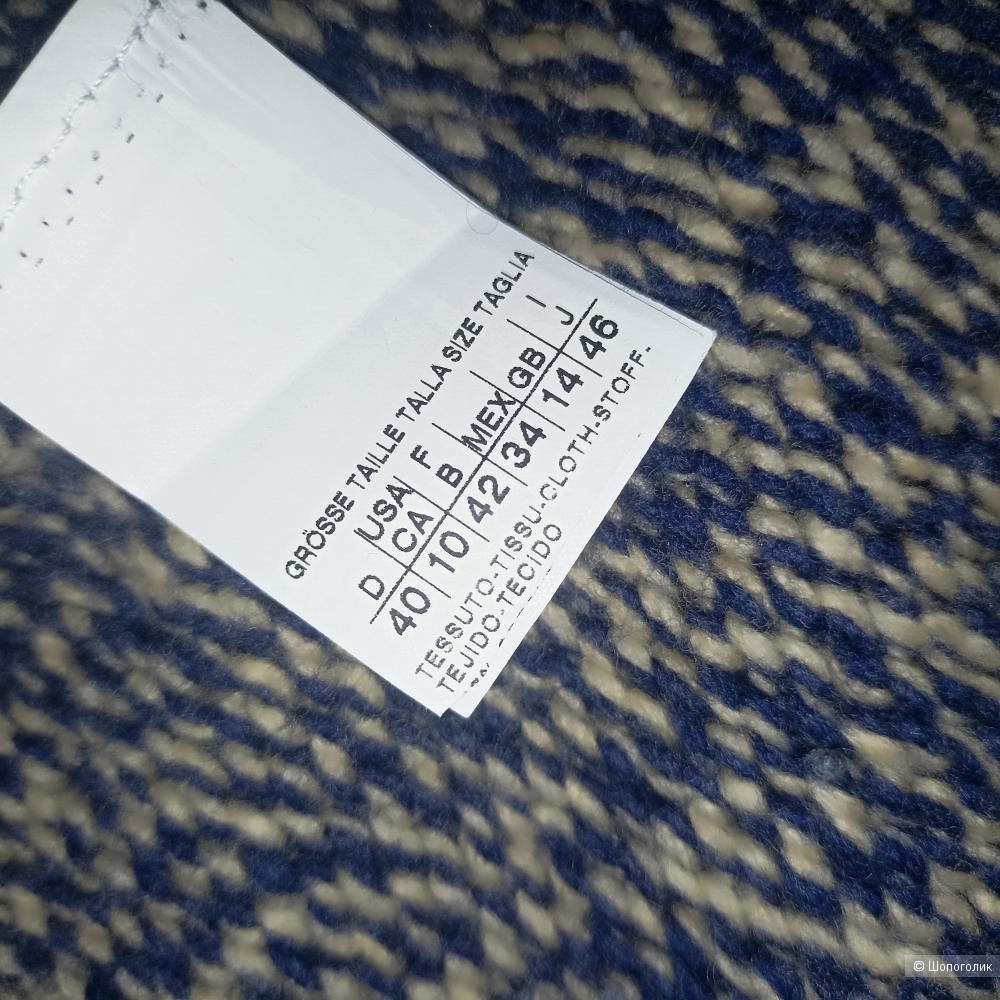 GRÖSSE TAILLE TALLA SIZE TAGLIA
D USA F MEX GB I
CA B J
40 10 42 34 14 46
TESSUTO-TISSU-CLOTH-STOFF.
TEJIDO-TECIDO
© Шопоголик